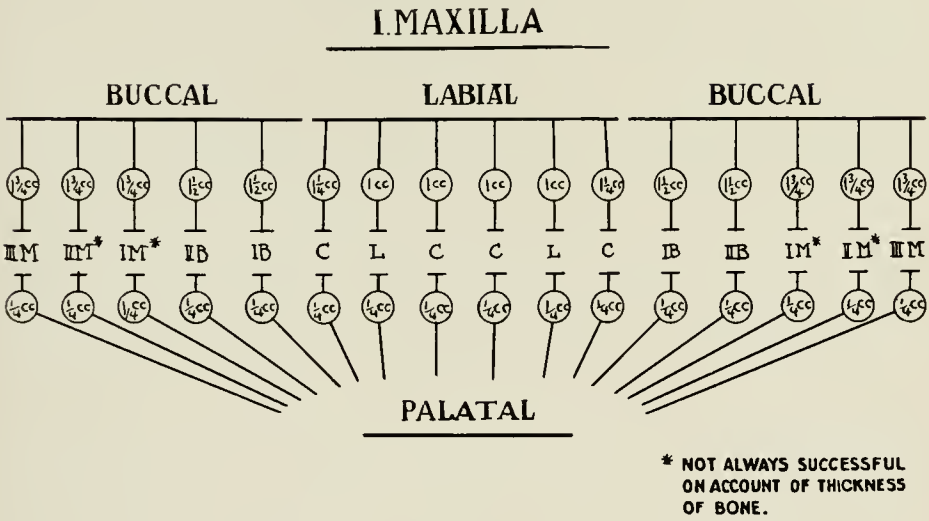 I. MAXILLA
BUCCAL LABIAL BUCCAL
1¾cc 1¾cc 1¾cc 1½cc 1½cc 1¼cc 1cc 1cc 1cc 1cc 1¼cc 1½cc 1½cc 1¾cc 1¾cc 1¾cc
III M II M* I M* II B I B C L C C L C I B II B I M* I M* III M
¼cc ¼cc ¼cc ¼cc ¼cc ¼cc ¼cc ¼cc ¼cc ¼cc ¼cc ¼cc ¼cc ¼cc ¼cc ¼cc
PALATAL
* NOT ALWAYS SUCCESSFUL
ON ACCOUNT OF THICKNESS
OF BONE.